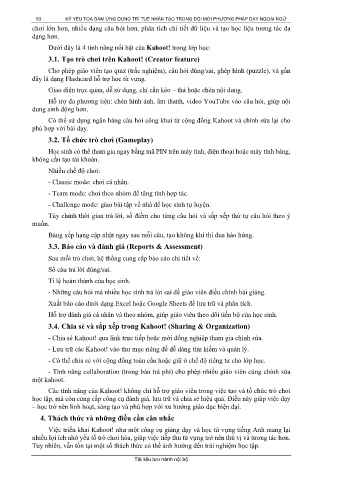 60 KỶ YẾU TỌA ĐÀM ỨNG DỤNG TRÍ TUỆ NHÂN TẠO TRONG ĐỔI MỚI PHƯƠNG PHÁP DẠY NGOẠI NGỮ
chơi lớn hơn, nhiều dạng câu hỏi hơn, phân tích chi tiết dữ liệu và tạo học liệu tương tác đa
dạng hơn.
Dưới đây là 4 tính năng nổi bật của Kahoot! trong lớp học:
3.1. Tạo trò chơi trên Kahoot! (Creator feature)
Cho phép giáo viên tạo quiz (trắc nghiệm), câu hỏi đúng/sai, ghép hình (puzzle), và gần
đây là dạng Flashcard hỗ trợ học từ vựng.
Giao diện trực quan, dễ sử dụng, chỉ cần kéo – thả hoặc chèn nội dung.
Hỗ trợ đa phương tiện: chèn hình ảnh, âm thanh, video YouTube vào câu hỏi, giúp nội
dung sinh động hơn.
Có thể sử dụng ngân hàng câu hỏi công khai từ cộng đồng Kahoot và chỉnh sửa lại cho
phù hợp với bài dạy.
3.2. Tổ chức trò chơi (Gameplay)
Học sinh có thể tham gia ngay bằng mã PIN trên máy tính, điện thoại hoặc máy tính bảng,
không cần tạo tài khoản.
Nhiều chế độ chơi:
- Classic mode: chơi cá nhân.
- Team mode: chơi theo nhóm để tăng tính hợp tác.
- Challenge mode: giao bài tập về nhà để học sinh tự luyện.
Tùy chỉnh thời gian trả lời, số điểm cho từng câu hỏi và sắp xếp thứ tự câu hỏi theo ý
muốn.
Bảng xếp hạng cập nhật ngay sau mỗi câu, tạo không khí thi đua hào hứng.
3.3. Báo cáo và đánh giá (Reports & Assessment)
Sau mỗi trò chơi, hệ thống cung cấp báo cáo chi tiết về:
Số câu trả lời đúng/sai.
Tỉ lệ hoàn thành của học sinh.
- Những câu hỏi mà nhiều học sinh trả lời sai để giáo viên điều chỉnh bài giảng.
Xuất báo cáo dưới dạng Excel hoặc Google Sheets để lưu trữ và phân tích.
Hỗ trợ đánh giá cá nhân và theo nhóm, giúp giáo viên theo dõi tiến bộ của học sinh.
3.4. Chia sẻ và sắp xếp trong Kahoot! (Sharing & Organization)
- Chia sẻ Kahoot! qua link trực tiếp hoặc mời đồng nghiệp tham gia chỉnh sửa.
- Lưu trữ các Kahoot! vào thư mục riêng để dễ dàng tìm kiếm và quản lý.
- Có thể chia sẻ với cộng đồng toàn cầu hoặc giữ ở chế độ riêng tư cho lớp học.
- Tính năng collaboration (trong bản trả phí) cho phép nhiều giáo viên cùng chỉnh sửa
một kahoot.
Các tính năng của Kahoot! không chỉ hỗ trợ giáo viên trong việc tạo và tổ chức trò chơi
học tập, mà còn cung cấp công cụ đánh giá, lưu trữ và chia sẻ hiệu quả. Điều này giúp việc dạy
– học trở nên linh hoạt, sáng tạo và phù hợp với xu hướng giáo dục hiện đại.
4. Thách thức và những điều cần cân nhắc
Việc triển khai Kahoot! như một công cụ giảng dạy và học từ vựng tiếng Anh mang lại
nhiều lợi ích nhờ yếu tố trò chơi hóa, giúp việc tiếp thu từ vựng trở nên thú vị và tương tác hơn.
Tuy nhiên, vẫn tồn tại một số thách thức có thể ảnh hưởng đến trải nghiệm học tập.
Tài liệu lưu hành nội bộ